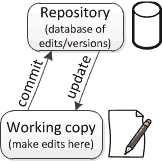 Repository
(database of
edits/versions)
commit
update
Working copy
(make edits here)